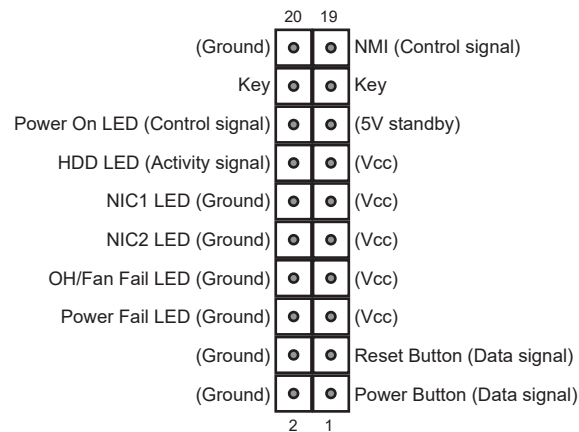 20 19
(Ground) NMI (Control signal)
Key Key
Power On LED (Control signal) (5V standby)
HDD LED (Activity signal) (Vcc)
NIC1 LED (Ground) (Vcc)
NIC2 LED (Ground) (Vcc)
OH/Fan Fail LED (Ground) (Vcc)
Power Fail LED (Ground) (Vcc)
(Ground) Reset Button (Data signal)
(Ground) Power Button (Data signal)
2 1